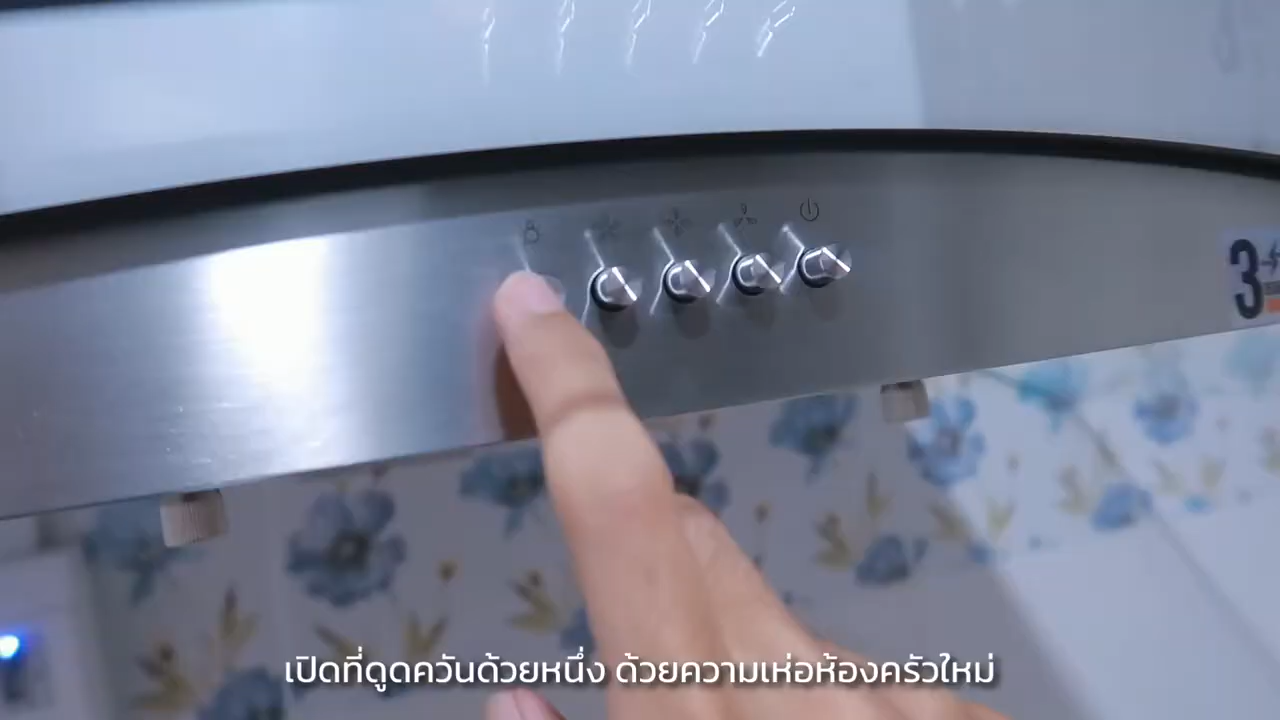 3
เปิดที่ดูดควันด้วยหนึ่ง ด้วยความเห่อห้องครัวใหม่